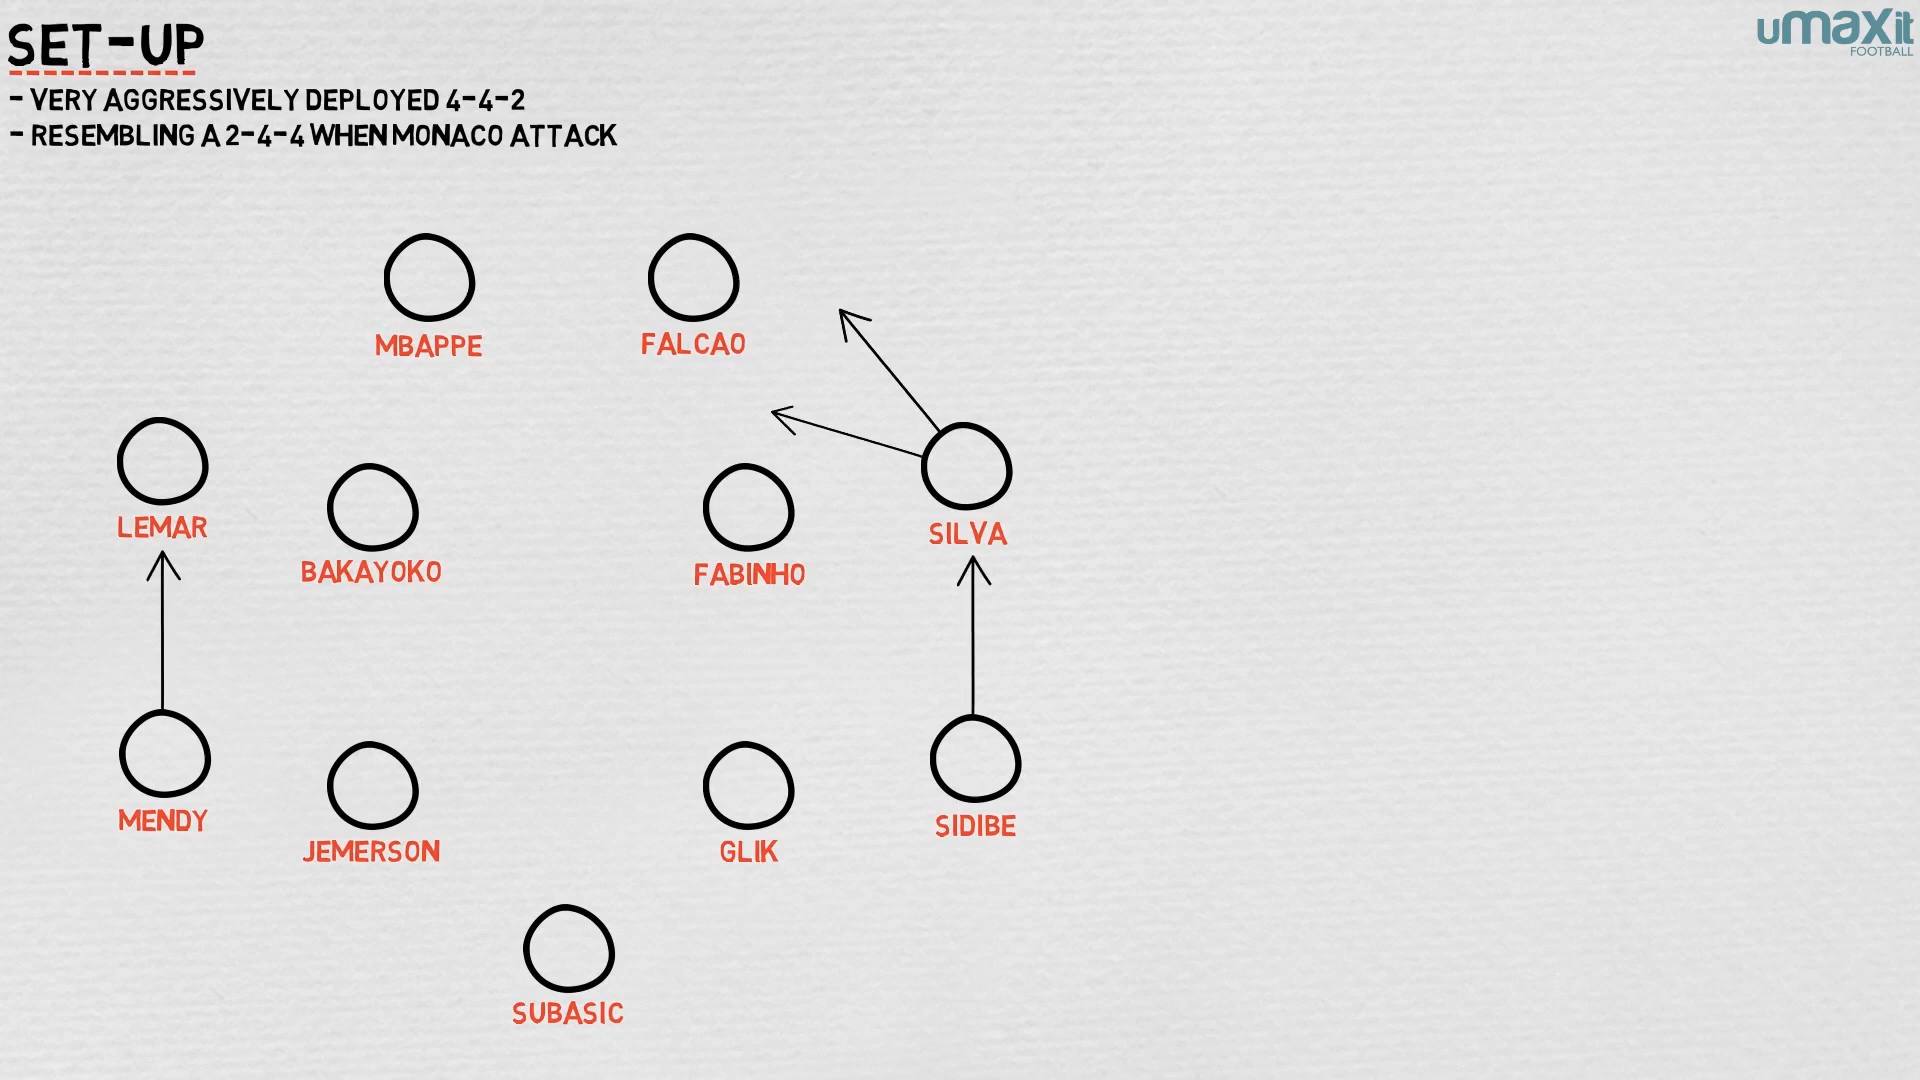 SET-UP
umaxit
FOOTBALL
- VERY AGGRESSIVELY DEPLOYED 4-4-2
- RESEMBLING A 2-4-4 WHEN MONACO ATTACK
MBAPPE
FALCAO
LEMAR
SILVA
BAKAYOKO
FABINHO
MENDY
SIDIBE
JEMERSON
GLIK
SUBASIC